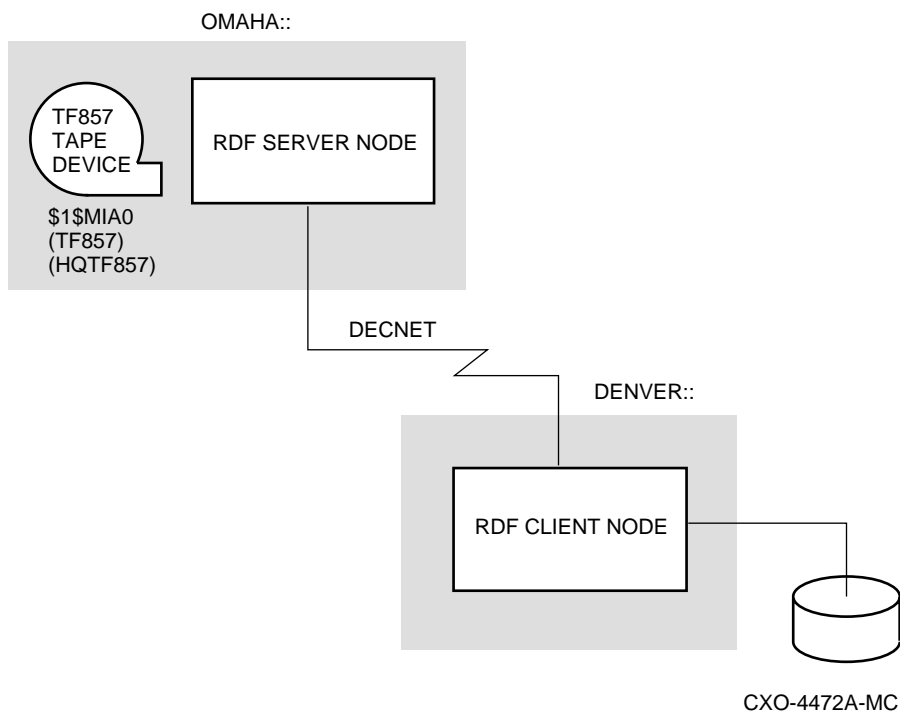 OMAHA::
TF857
TAPE
DEVICE
RDF SERVER NODE
$1$MIA0
(TF857)
(HQTF857)
DECNET
DENVER::
RDF CLIENT NODE
CXO-4472A-MC